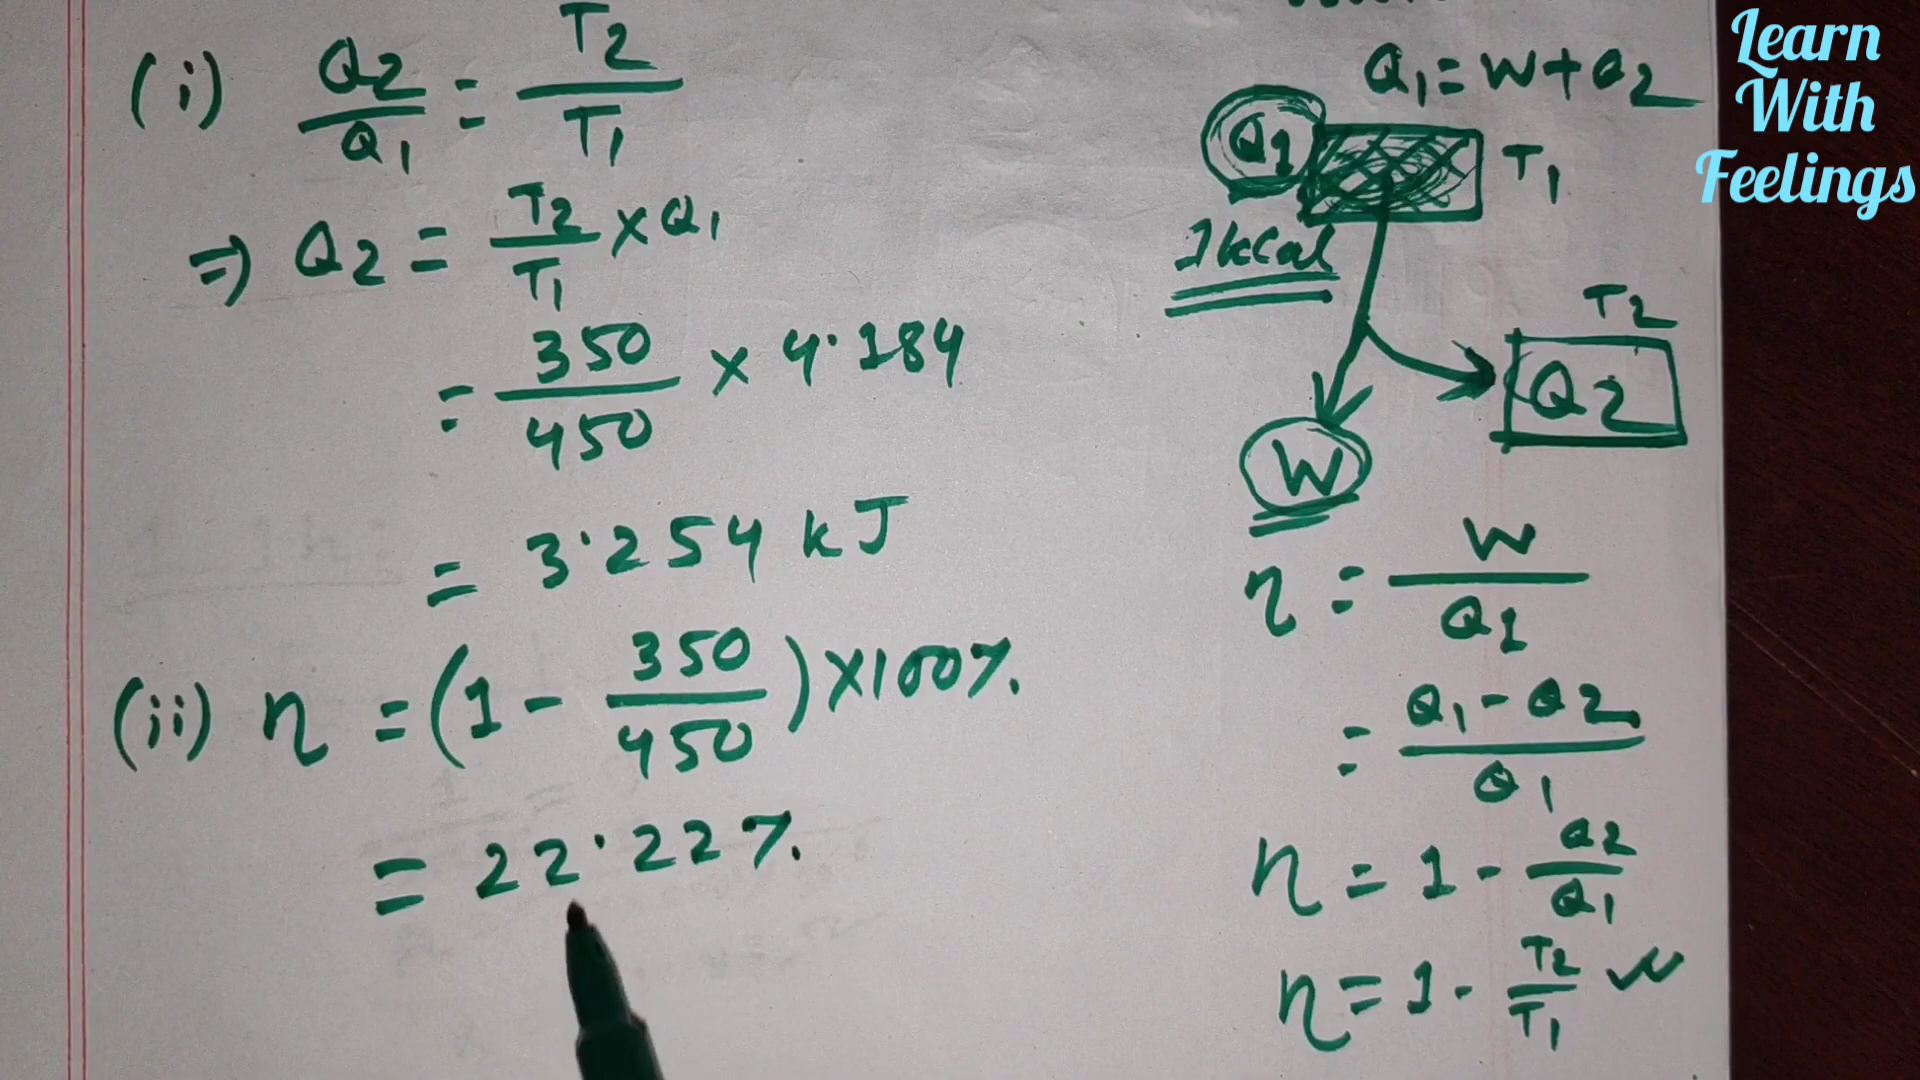 (i) Q2/Q1 = T2/T1
⇒ Q2 = T2/T1 × Q1
= 350/450 × 4.184
= 3.254 kJ
(ii) η = (1 - 350/450) × 100%.
= 22.22%.
Q1 = W + Q2
Q1
T1
1 kCal
T2
Q2
W
η = W/Q1
= Q1 - Q2/Q1
η = 1 - Q2/Q1
η = 1 - T2/T1
Learn
With
Feelings